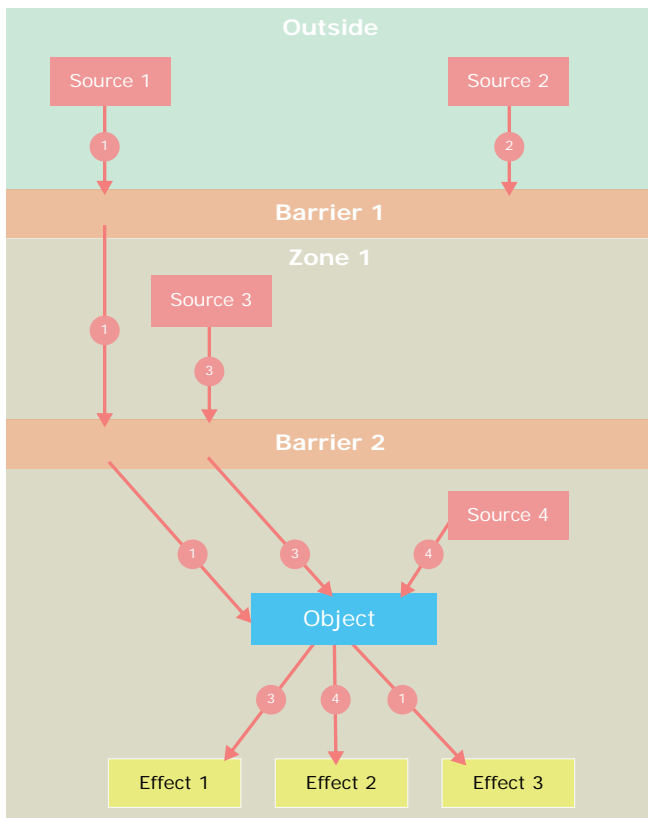 Outside
Source 1
Source 2
1
2
Barrier 1
Zone 1
Source 3
1
3
Barrier 2
Source 4
1
3
4
Object
3
4
1
Effect 1
Effect 2
Effect 3